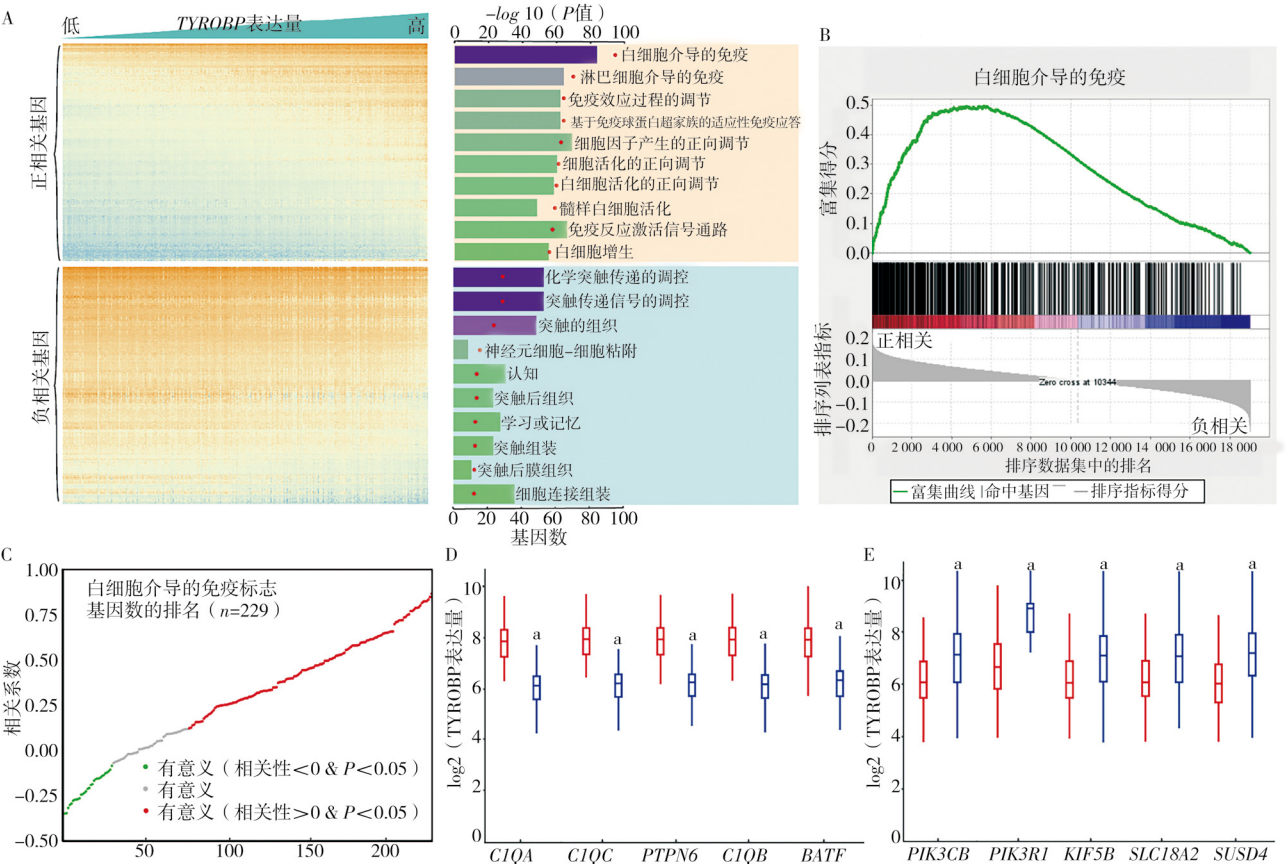 A
低 TYROBP表达量 高
正相关基因
负相关基因
-log 10（P值）
0 20 40 60 80 100
白细胞介导的免疫
淋巴细胞介导的免疫
免疫效应过程的调节
基于免疫球蛋白超家族的适应性免疫应答
细胞因子产生的正向调节
细胞活化的正向调节
白细胞活化的正向调节
髓样白细胞活化
免疫反应激活信号通路
白细胞增生
化学突触传递的调控
突触传递信号的调控
突触的组织
神经元细胞-细胞粘附
认知
突触后组织
学习或记忆
突触组装
突触后膜组织
细胞连接组装
0 20 40 60 80 100
基因数
B
白细胞介导的免疫
富集得分
0.5
0.4
0.3
0.2
0.1
0.0
排序列表指标
0.2
0.1
0.0
-0.1
-0.2
正相关
Zero cross at 10344
负相关
0 2 000 4 000 6 000 8 000 10 000 12 000 14 000 16 000 18 000
排序数据集中的排名
富集曲线 命中基因 排序指标得分
C
白细胞介导的免疫标志
基因数的排名（n=229）
相关系数
1.00
0.75
0.50
0.25
0.00
-0.25
-0.50
有意义（相关性<0 & P<0.05）
有意义
有意义（相关性>0 & P<0.05）
50 100 150 200
D
log2（TYROBP表达量）
10
8
6
4
2
0
a a a a a
C1QA C1QC PTPN6 C1QB BATF
E
log2（TYROBP表达量）
10
8
6
4
2
0
a a a a a
PIK3CB PIK3R1 KIF5B SLC18A2 SUSD4